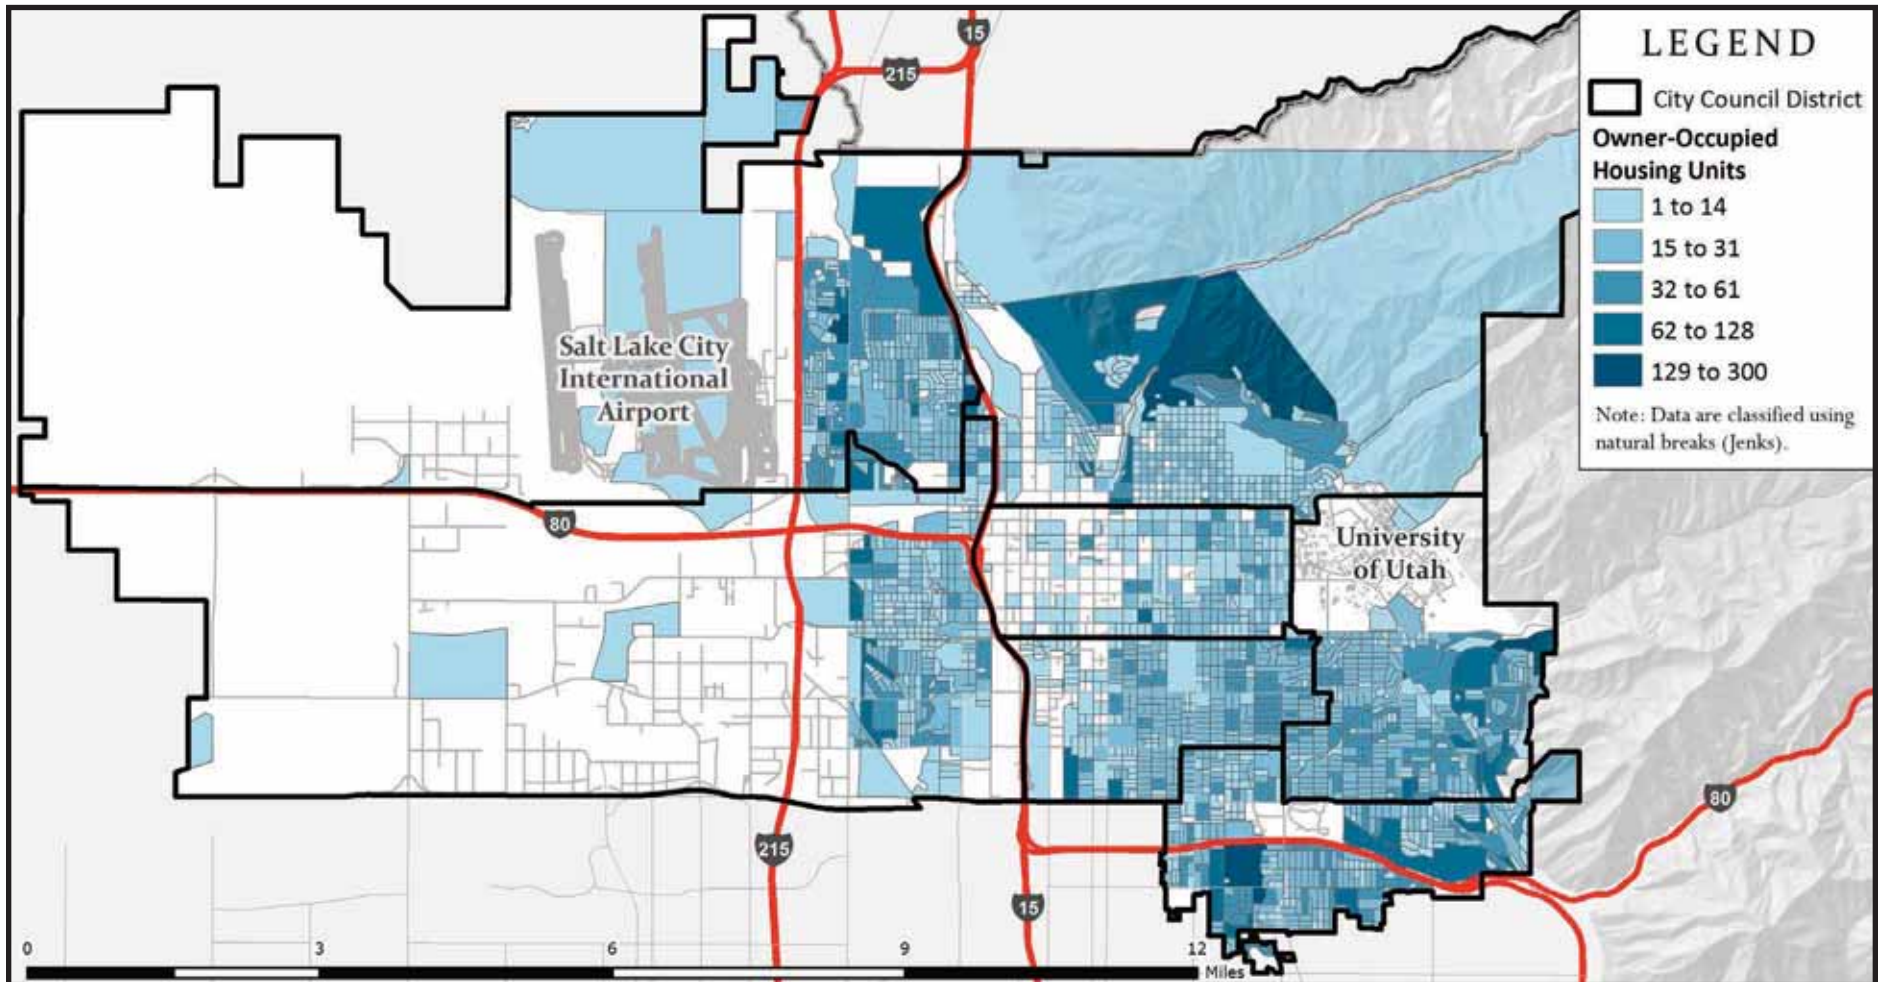 LEGEND
City Council District
Owner-Occupied
Housing Units
1 to 14
15 to 31
32 to 61
62 to 128
129 to 300
Note: Data are classified using
natural breaks (Jenks).
15
215
Salt Lake City
International
Airport
80
University
of Utah
80
215
15
0 3 6 9 12
Miles